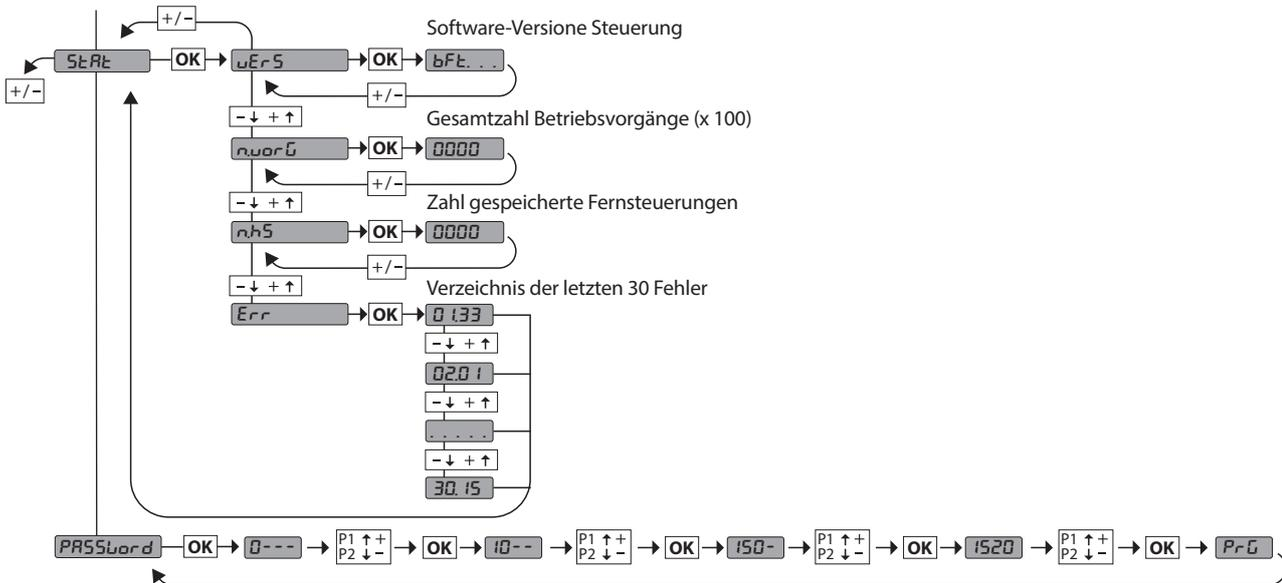 +/-
Software-Versione Steuerung
StAt OK vErS OK bFt...
+/-
+/-
- ↓ + ↑
Gesamtzahl Betriebsvorgänge (x 100)
n.vorG OK 0000
+/-
- ↓ + ↑
Zahl gespeicherte Fernsteuerungen
n.hS OK 0000
+/-
- ↓ + ↑
Verzeichnis der letzten 30 Fehler
Err OK 01.33
- ↓ + ↑
02.01
- ↓ + ↑
.....
- ↓ + ↑
30.15
PASSword OK 0--- P1 ↑ + OK 10-- P1 ↑ + OK 150- P1 ↑ + OK 1520 P1 ↑ + OK PrG
P2 ↓ - P2 ↓ - P2 ↓ - P2 ↓ -